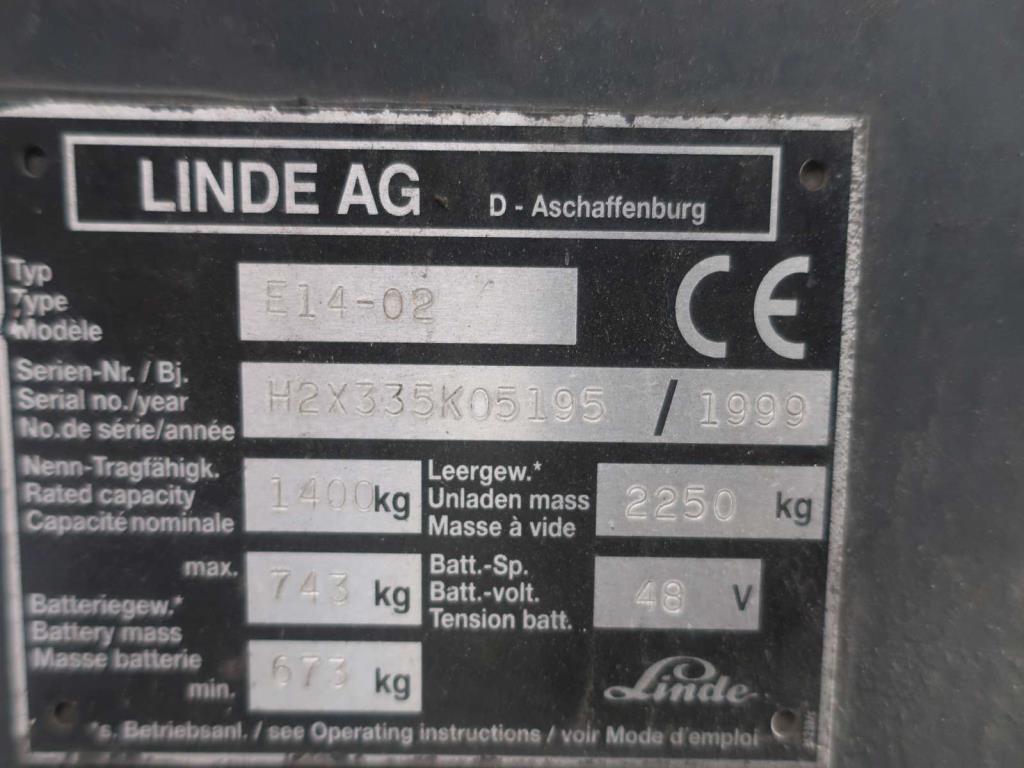 LINDE AG D - Aschaffenburg
Typ
Type
Modèle
E14-02
CE
Serien-Nr. / Bj.
Serial no./year
No.de série/année
H2X335K05195 / 1999
Nenn-Tragfähigk.
Rated capacity
Capacité nominale
1400 kg
Leergew.*
Unladen mass
Masse à vide
2250 kg
Batteriegew.*
Battery mass
Masse batterie
max.
743 kg
min.
673 kg
Batt.-Sp.
Batt.-volt.
Tension batt.
48 V
Linde
*s. Betriebsanl. / see Operating instructions / voir Mode d'emploi